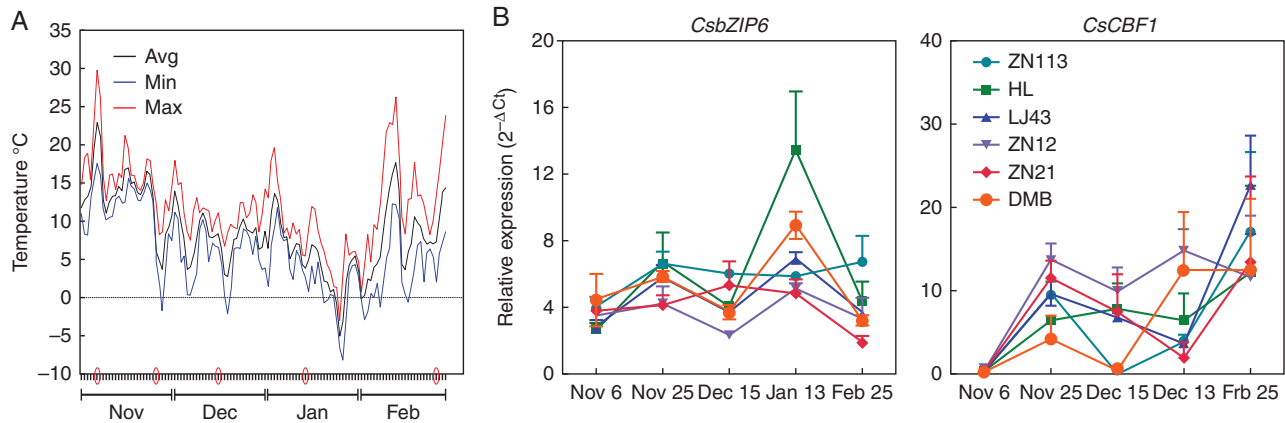 A
35
30
25
20
15
10
5
0
–5
–10
Temperature °C
Avg
Min
Max
Nov Dec Jan Feb
B
CsbZIP6
20
16
12
8
4
0
Relative expression (2–ΔCt)
Nov 6 Nov 25 Dec 15 Jan 13 Feb 25
CsCBF1
40
30
20
10
0
ZN113
HL
LJ43
ZN12
ZN21
DMB
Nov 6 Nov 25 Dec 15 Dec 13 Frb 25